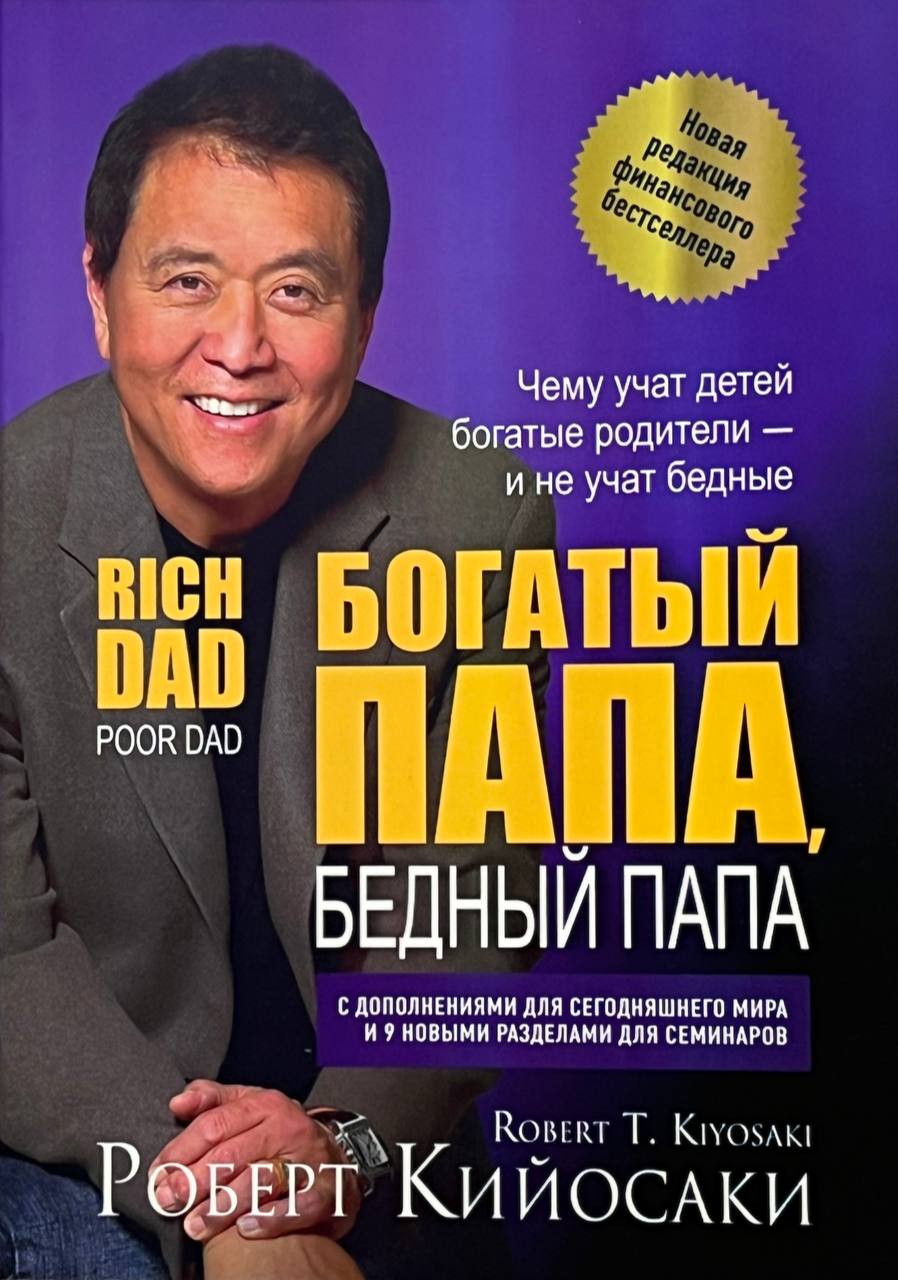 Новая
редакция
финансового
бестселлера
Чему учат детей
богатые родители —
и не учат бедные
RICH
DAD
POOR DAD
БОГАТЫЙ
ПАПА,
БЕДНЫЙ ПАПА
С ДОПОЛНЕНИЯМИ ДЛЯ СЕГОДНЯШНЕГО МИРА
И 9 НОВЫМИ РАЗДЕЛАМИ ДЛЯ СЕМИНАРОВ
ROBERT T. KIYOSAKI
РОБЕРТ КИЙОСАКИ